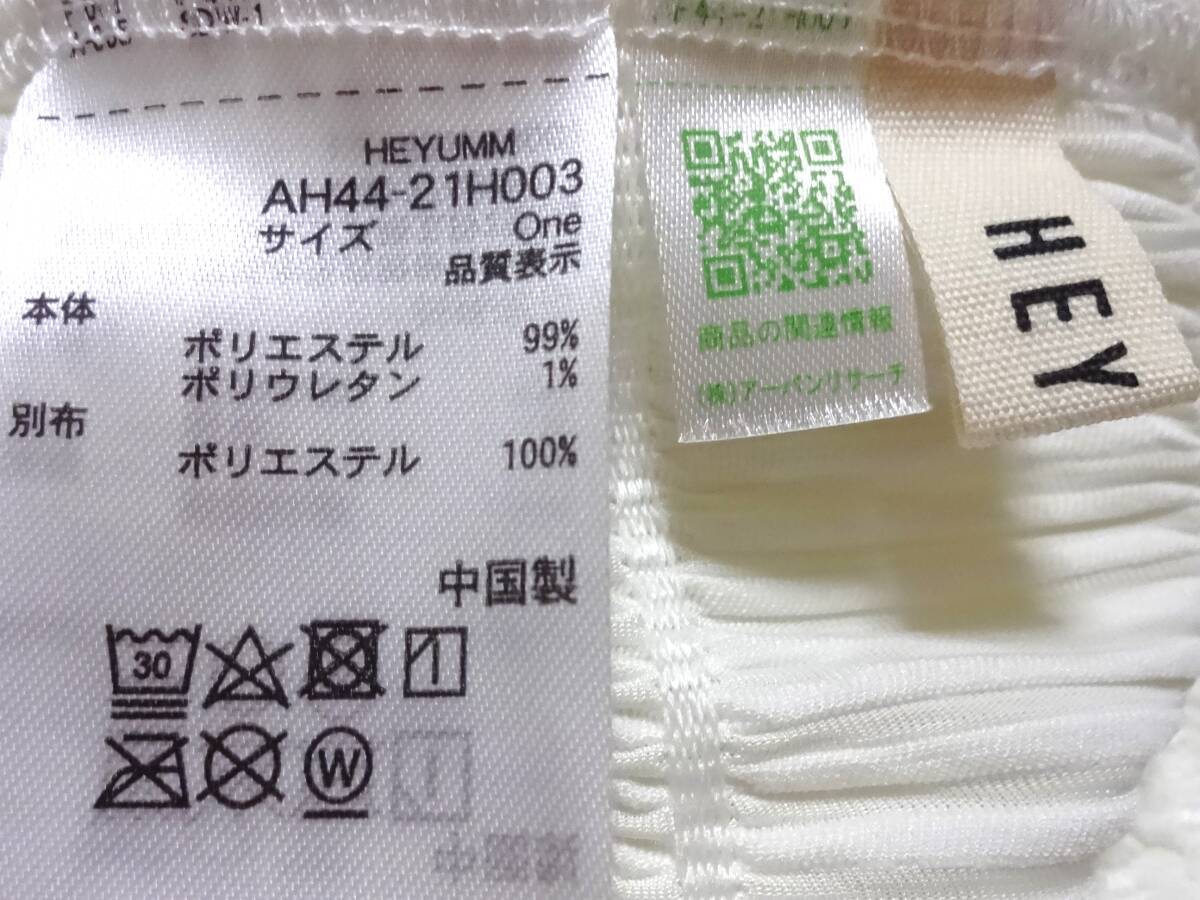 HEYUMM
AH44-21H003
サイズ One
品質表示
本体
ポリエステル 99%
ポリウレタン 1%
別布
ポリエステル 100%
中国製
30
W
商品の関連情報
(株)アーバンリサーチ
HEY